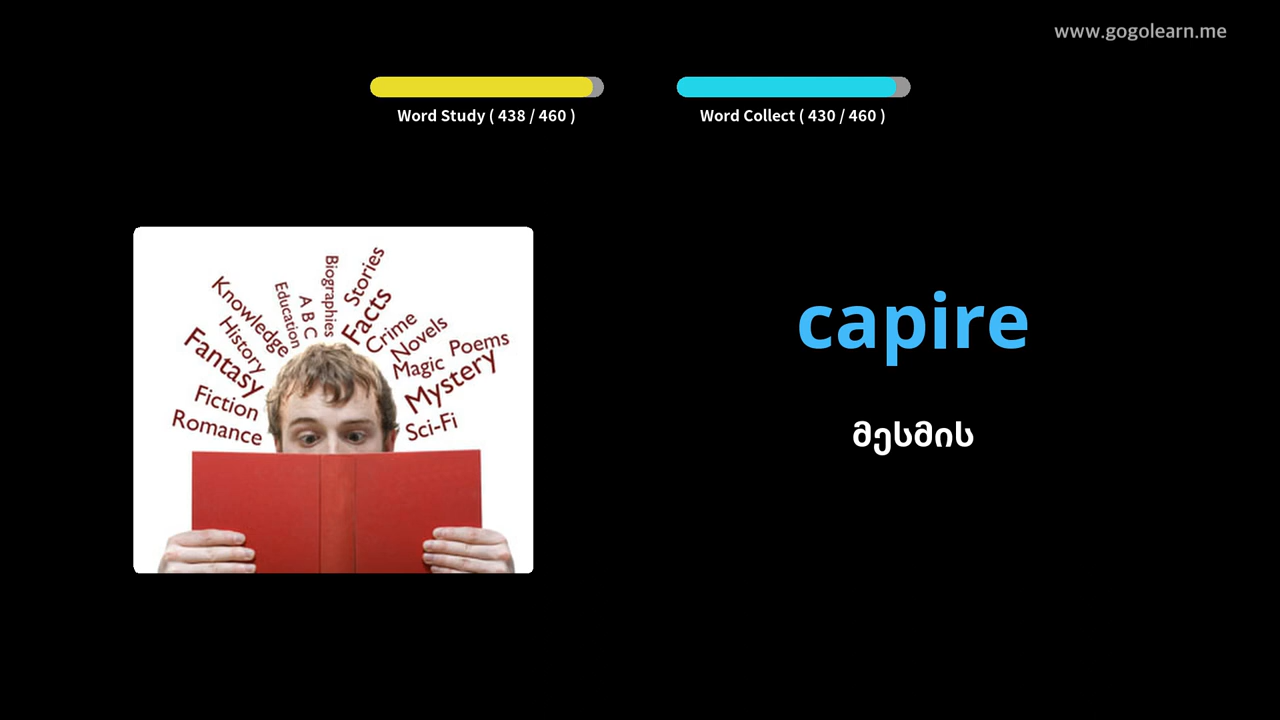 www.gogolearn.me
Word Study ( 438 / 460 )
Word Collect ( 430 / 460 )
Biographies
Stories
Knowledge
Education
A B C
Facts
History
Crime
Novels
Fantasy
Magic
Poems
Mystery
Fiction
Romance
Sci-Fi
capire
მესმის